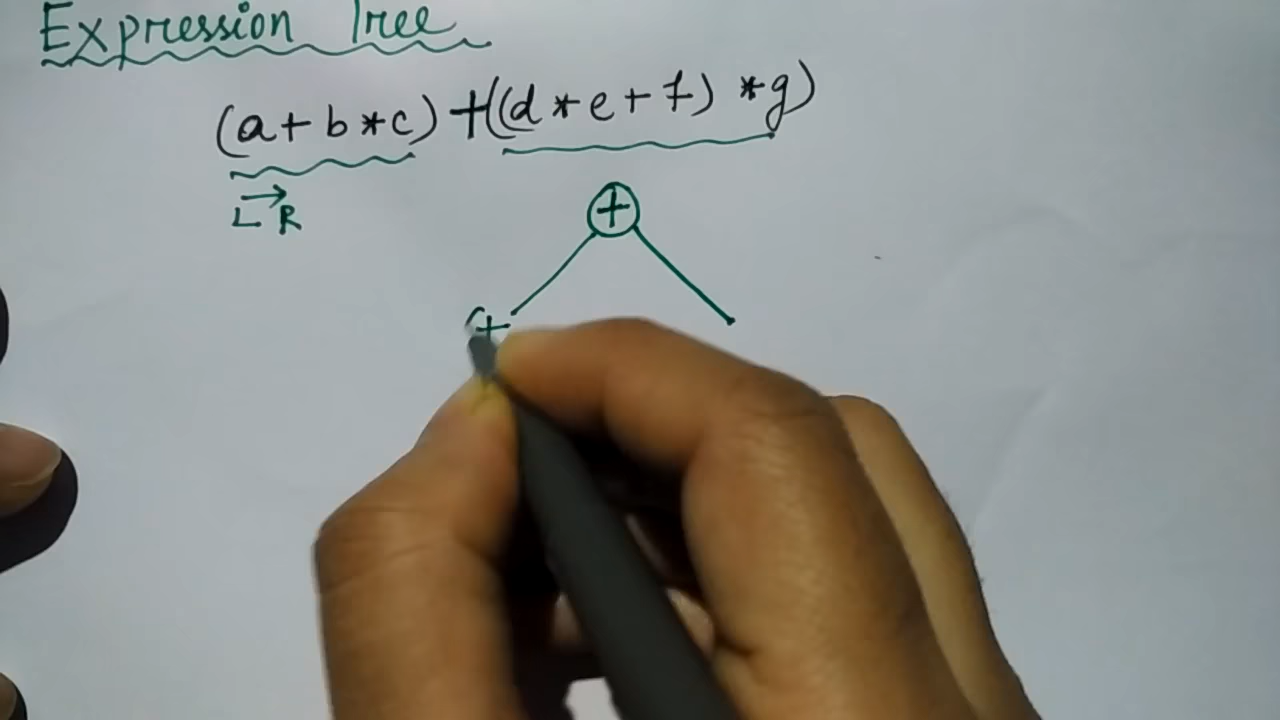 Expression Tree
(a + b * c) + ((d * e + f) * g)
L R
+
+